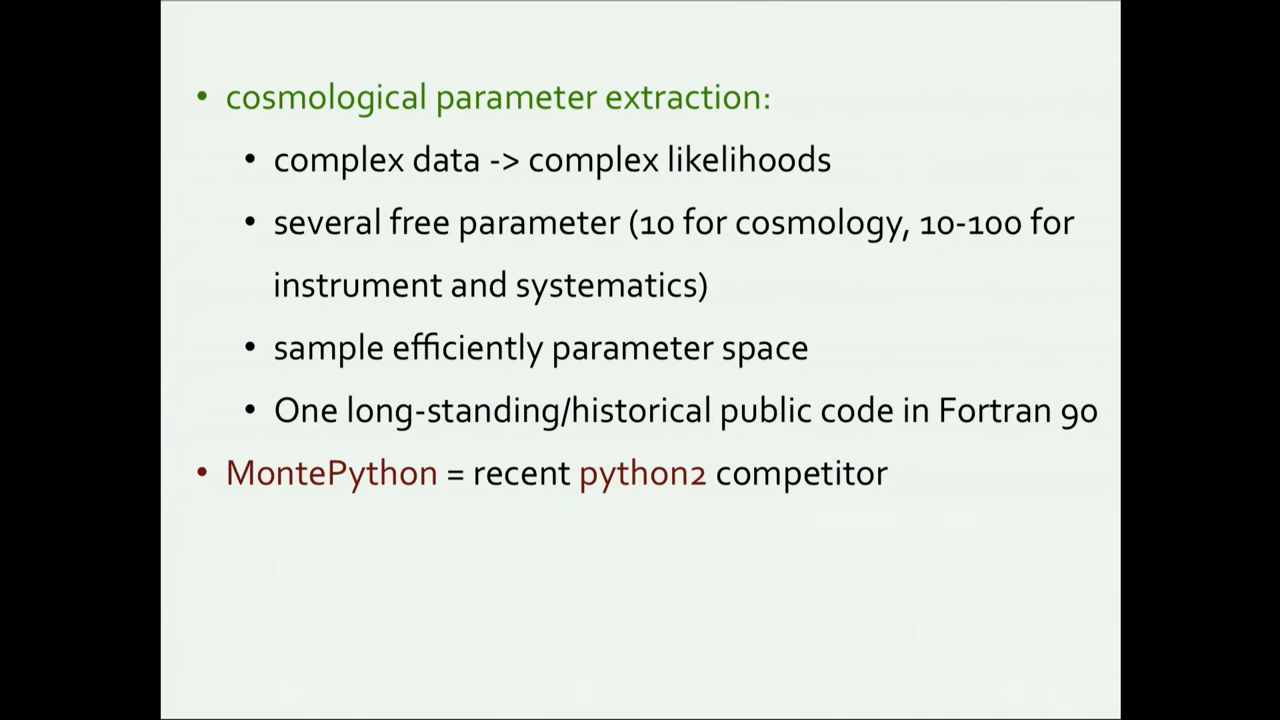 • cosmological parameter extraction:
• complex data -> complex likelihoods
• several free parameter (10 for cosmology, 10-100 for
instrument and systematics)
• sample efficiently parameter space
• One long-standing/historical public code in Fortran 90
• MontePython = recent python2 competitor